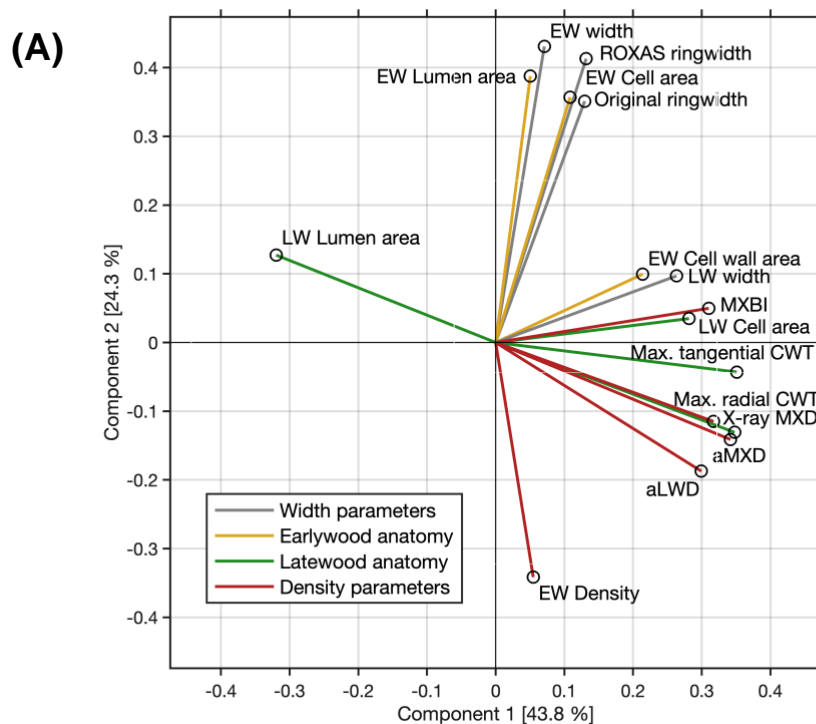 (A)
EW width
ROXAS ringwidth
EW Lumen area
EW Cell area
Original ringwidth
LW Lumen area
EW Cell wall area
LW width
MXBI
LW Cell area
Max. tangential CWT
Max. radial CWT
X-ray MXD
aMXD
aLWD
EW Density
Width parameters
Earlywood anatomy
Latewood anatomy
Density parameters
0.4
0.3
0.2
0.1
0
-0.1
-0.2
-0.3
-0.4
Component 2 [24.3 %]
-0.4 -0.3 -0.2 -0.1 0 0.1 0.2 0.3 0.4
Component 1 [43.8 %]